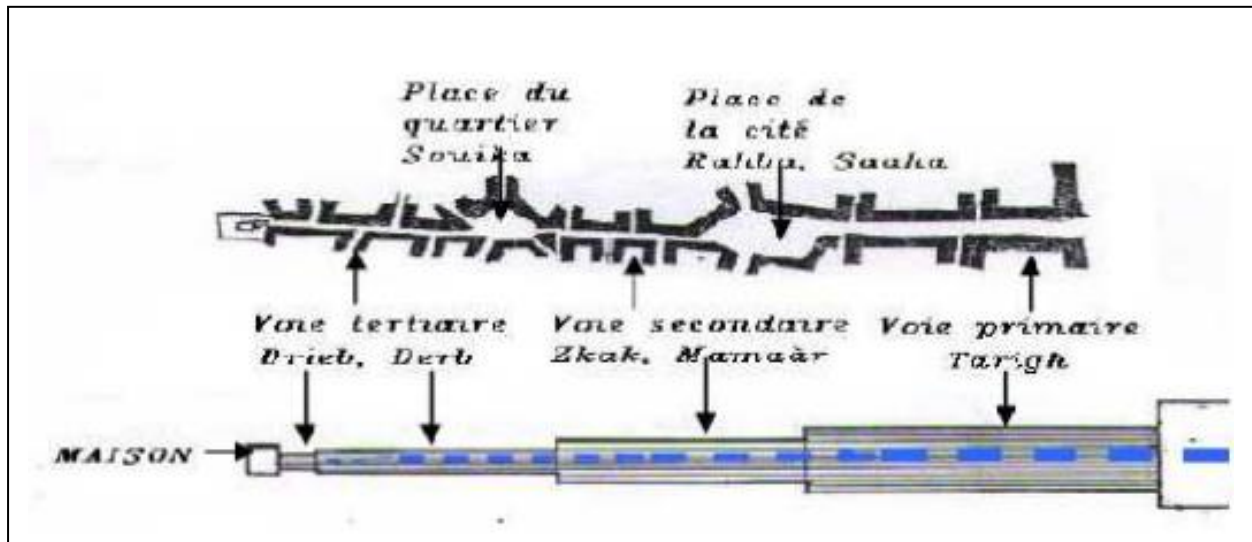 Place du
quartier
Souika
Place de
la cité
Rahba, Saaha
Voie tertiaire
Drieb, Derb
Voie secondaire
Zkak, Mamaàr
Voie primaire
Tarigh
MAISON